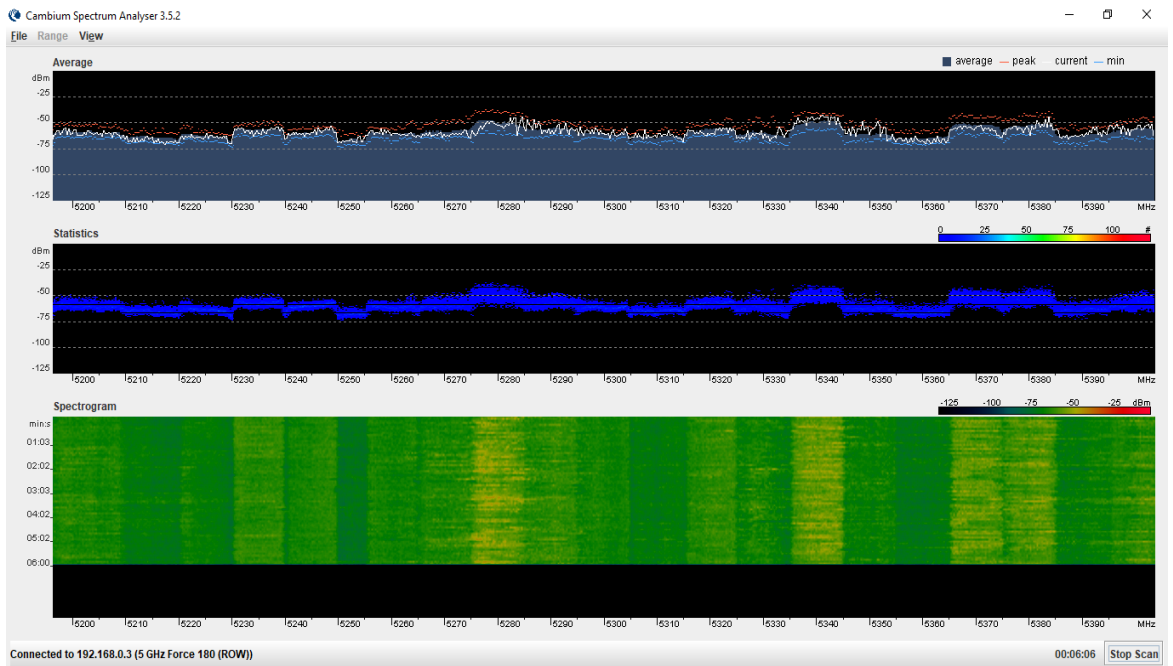 Cambium Spectrum Analyser 3.5.2
File Range View
Average
average peak current min
dBm
-25
-50
-75
-100
-125
5200 5210 5220 5230 5240 5250 5260 5270 5280 5290 5300 5310 5320 5330 5340 5350 5360 5370 5380 5390 MHz
Statistics
0 25 50 75 100 #
dBm
-25
-50
-75
-100
-125
5200 5210 5220 5230 5240 5250 5260 5270 5280 5290 5300 5310 5320 5330 5340 5350 5360 5370 5380 5390 MHz
Spectrogram
-125 -100 -75 -50 -25 dBm
min:s
01:03
02:02
03:03
04:02
05:02
06:00
5200 5210 5220 5230 5240 5250 5260 5270 5280 5290 5300 5310 5320 5330 5340 5350 5360 5370 5380 5390 MHz
Connected to 192.168.0.3 (5 GHz Force 180 (ROW)) 00:06:06 Stop Scan